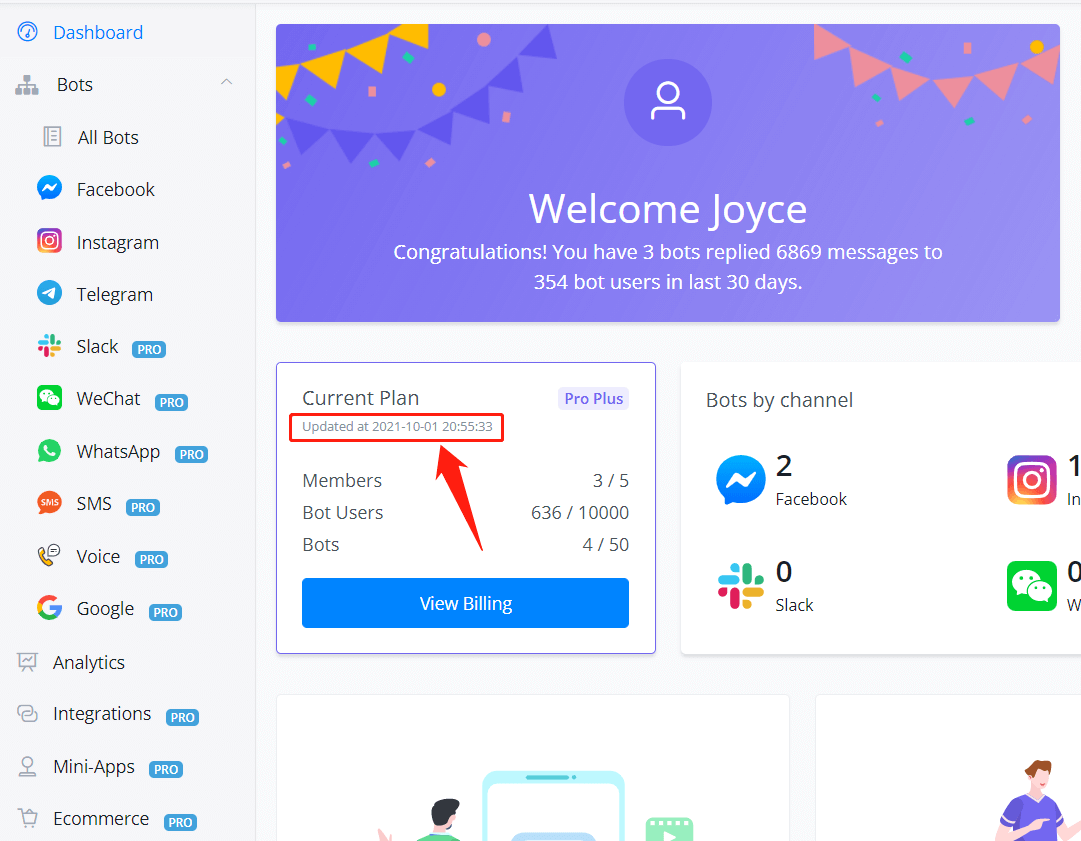 Dashboard
Bots
All Bots
Facebook
Instagram
Telegram
Slack PRO
WeChat PRO
WhatsApp PRO
SMS SMS PRO
Voice PRO
Google PRO
Analytics
Integrations PRO
Mini-Apps PRO
Ecommerce PRO
Welcome Joyce
Congratulations! You have 3 bots replied 6869 messages to
354 bot users in last 30 days.
Current Plan Pro Plus
Updated at 2021-10-01 20:55:33
Members 3 / 5
Bot Users 636 / 10000
Bots 4 / 50
View Billing
Bots by channel
2
Facebook
1
In
0
Slack
0
W